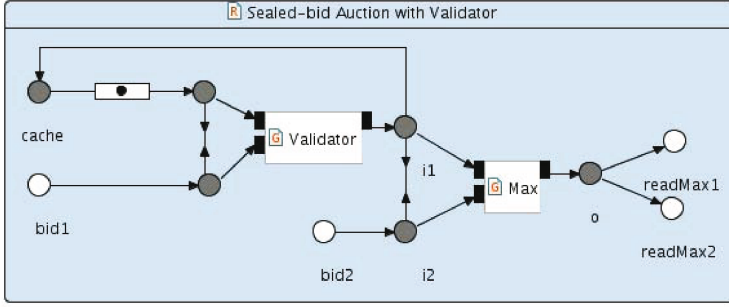 R Sealed-bid Auction with Validator
cache
G Validator
bid1
i1
G Max
readMax1
o
readMax2
bid2
i2